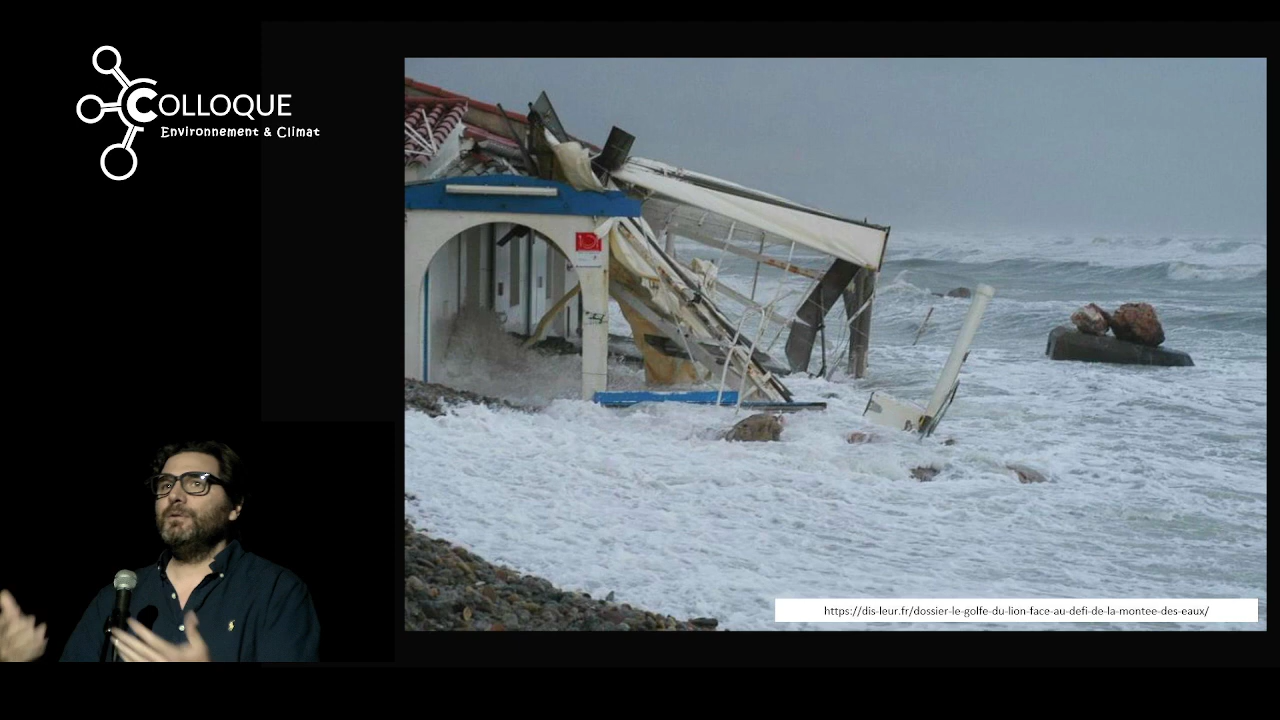 COLLOQUE
Environnement & Climat
https://dis-leur.fr/dossier-le-golfe-du-lion-face-au-defi-de-la-montee-des-eaux/